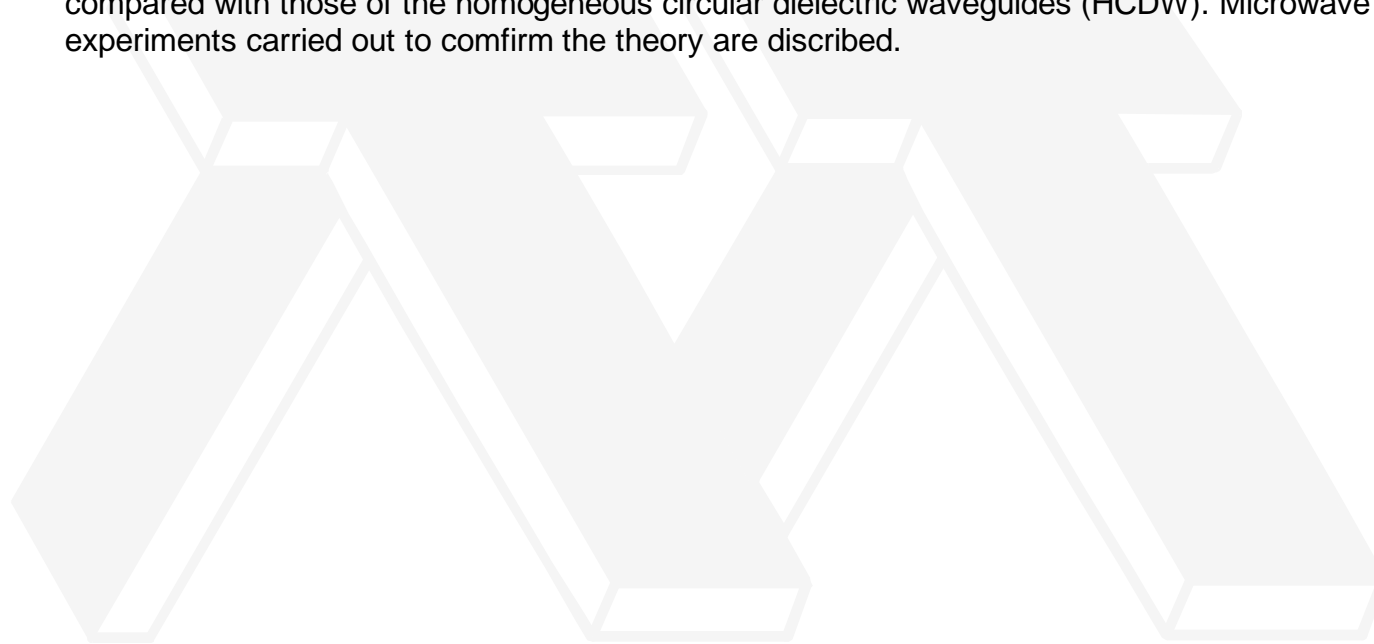 compared with those of the homogeneous circular dielectric waveguides (HCDW). Microwave
experiments carried out to comfirm the theory are discribed.